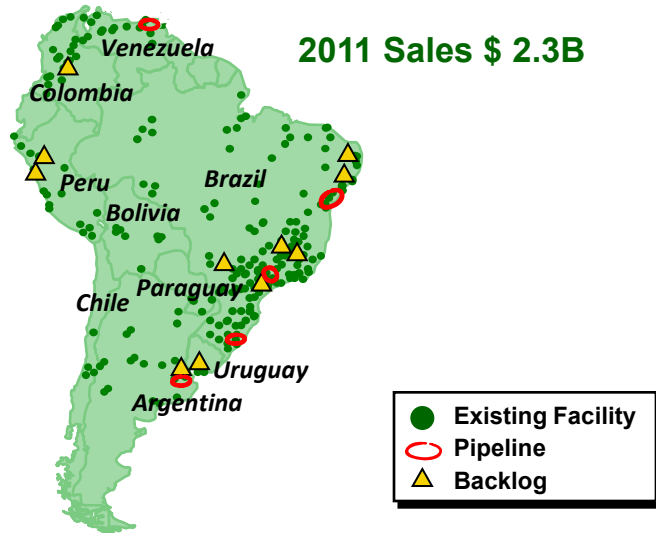 2011 Sales $ 2.3B
Venezuela
Colombia
Peru
Brazil
Bolivia
Chile
Paraguay
Uruguay
Argentina
Existing Facility
Pipeline
Backlog